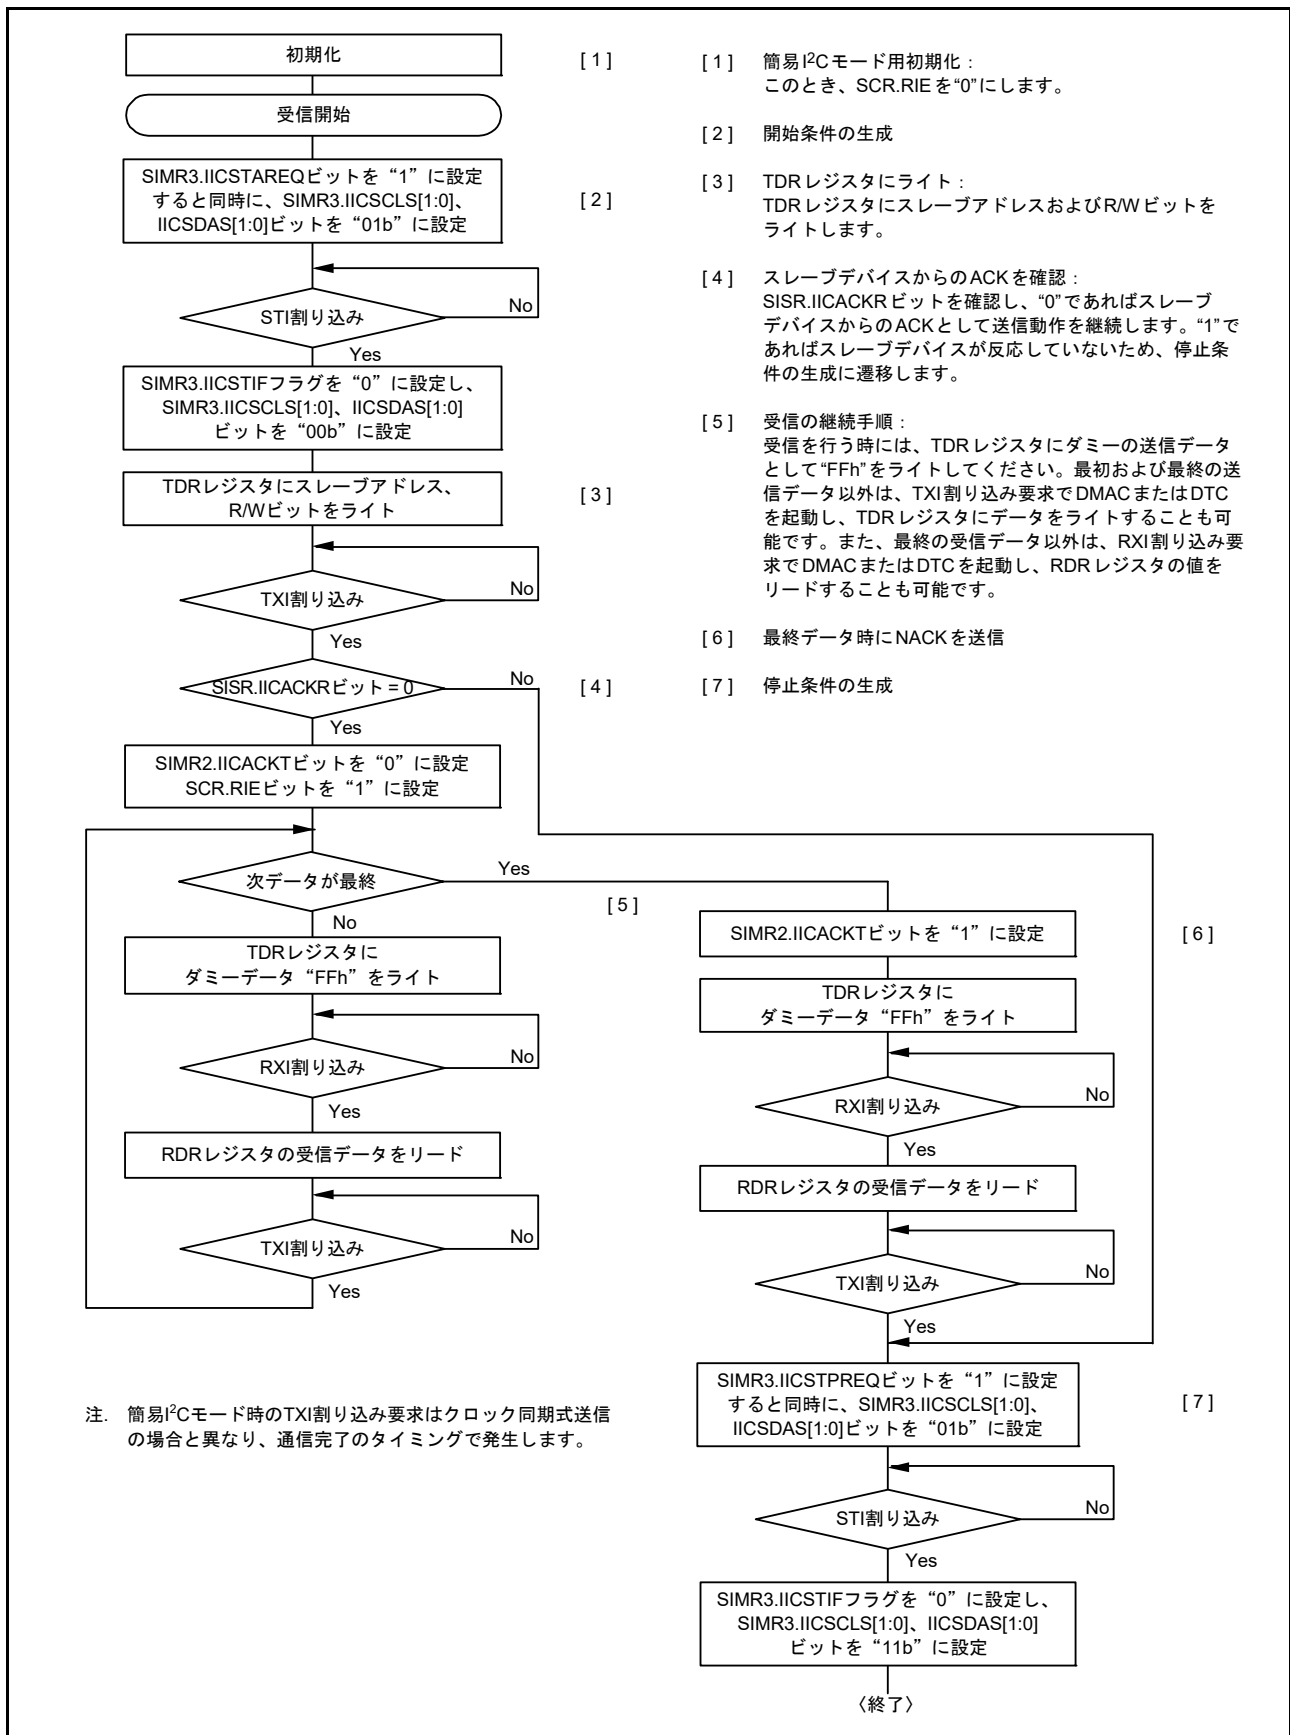 初期化
[ 1 ]
受信開始
SIMR3.IICSTAREQビットを“1”に設定
すると同時に、SIMR3.IICSCLS[1:0]、
IICSDAS[1:0]ビットを“01b”に設定
[ 2 ]
STI割り込み
No
Yes
SIMR3.IICSTIFフラグを“0”に設定し、
SIMR3.IICSCLS[1:0]、IICSDAS[1:0]
ビットを“00b”に設定
TDRレジスタにスレーブアドレス、
R/Wビットをライト
[ 3 ]
TXI割り込み
No
Yes
SISR.IICACKRビット = 0
No
[ 4 ]
Yes
SIMR2.IICACKTビットを“0”に設定
SCR.RIEビットを“1”に設定
次データが最終
Yes
[ 5 ]
No
TDRレジスタに
ダミーデータ“FFh”をライト
RXI割り込み
No
Yes
RDRレジスタの受信データをリード
TXI割り込み
No
Yes
[ 1 ] 簡易I²Cモード用初期化：
このとき、SCR.RIEを“0”にします。
[ 2 ] 開始条件の生成
[ 3 ] TDRレジスタにライト：
TDRレジスタにスレーブアドレスおよびR/Wビットを
ライトします。
[ 4 ] スレーブデバイスからのACKを確認：
SISR.IICACKRビットを確認し、“0”であればスレーブ
デバイスからのACKとして送信動作を継続します。“1”で
あればスレーブデバイスが反応していないため、停止条
件の生成に遷移します。
[ 5 ] 受信の継続手順：
受信を行う時には、TDRレジスタにダミーの送信データ
として“FFh”をライトしてください。最初および最終の送
信データ以外は、TXI割り込み要求でDMACまたはDTC
を起動し、TDRレジスタにデータをライトすることも可
能です。また、最終の受信データ以外は、RXI割り込み要
求でDMACまたはDTCを起動し、RDRレジスタの値を
リードすることも可能です。
[ 6 ] 最終データ時にNACKを送信
[ 7 ] 停止条件の生成
SIMR2.IICACKTビットを“1”に設定
[ 6 ]
TDRレジスタに
ダミーデータ“FFh”をライト
RXI割り込み
No
Yes
RDRレジスタの受信データをリード
TXI割り込み
No
Yes
SIMR3.IICSTPREQビットを“1”に設定
すると同時に、SIMR3.IICSCLS[1:0]、
IICSDAS[1:0]ビットを“01b”に設定
[ 7 ]
STI割り込み
No
Yes
SIMR3.IICSTIFフラグを“0”に設定し、
SIMR3.IICSCLS[1:0]、IICSDAS[1:0]
ビットを“11b”に設定
〈終了〉
注. 簡易I²Cモード時のTXI割り込み要求はクロック同期式送信
の場合と異なり、通信完了のタイミングで発生します。